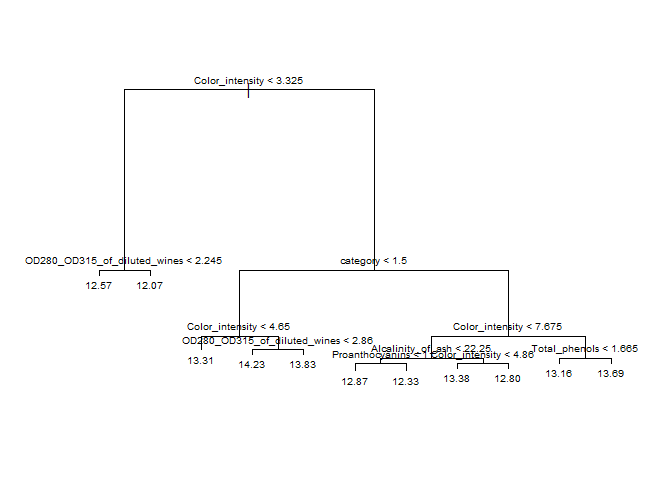 Color_intensity < 3.325
OD280_OD315_of_diluted_wines < 2.245
category < 1.5
12.57
12.07
Color_intensity < 4.65
Color_intensity < 7.675
OD280_OD315_of_diluted_wines < 2.86
Alcalinity_of_ash < 22.25
Total_phenols < 1.665
Proanthocyanins <
Color_intensity < 4.86
13.31
14.23
13.83
12.87
12.33
13.38
12.80
13.16
13.69